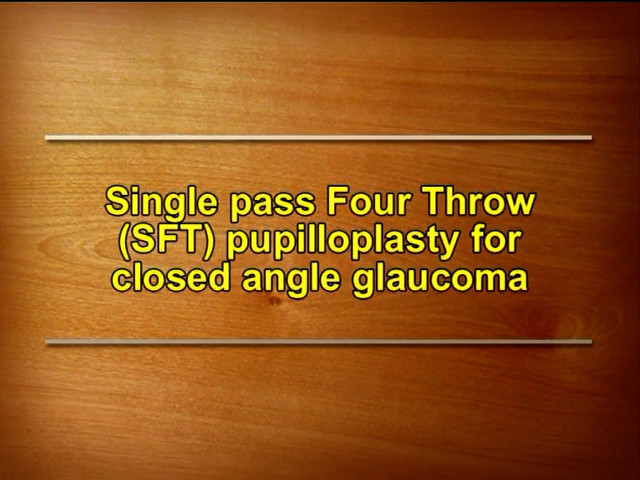 Single pass Four Throw
(SFT) pupilloplasty for
closed angle glaucoma